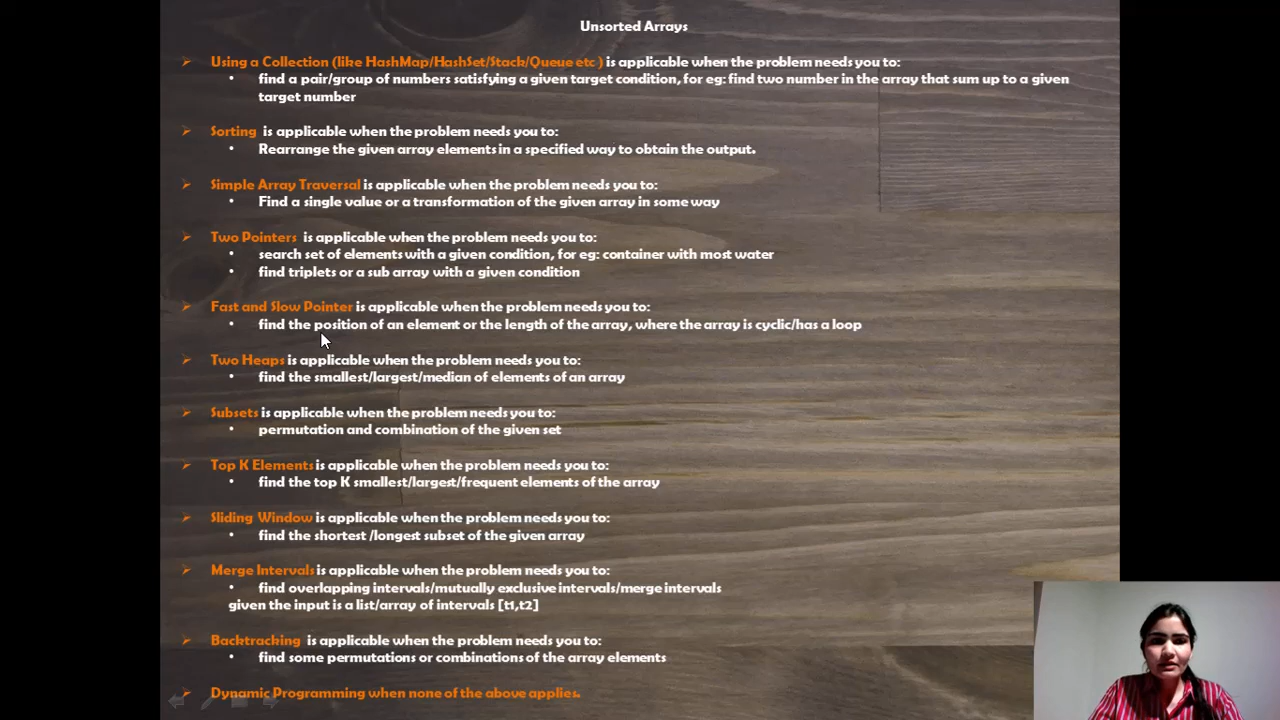 Unsorted Arrays
Using a Collection (like HashMap/HashSet/Stack/Queue etc ) is applicable when the problem needs you to:
• find a pair/group of numbers satisfying a given target condition, for eg: find two number in the array that sum up to a given
target number
Sorting is applicable when the problem needs you to:
• Rearrange the given array elements in a specified way to obtain the output.
Simple Array Traversal is applicable when the problem needs you to:
• Find a single value or a transformation of the given array in some way
Two Pointers is applicable when the problem needs you to:
• search set of elements with a given condition, for eg: container with most water
• find triplets or a sub array with a given condition
Fast and Slow Pointer is applicable when the problem needs you to:
• find the position of an element or the length of the array, where the array is cyclic/has a loop
Two Heaps is applicable when the problem needs you to:
• find the smallest/largest/median of elements of an array
Subsets is applicable when the problem needs you to:
• permutation and combination of the given set
Top K Elements is applicable when the problem needs you to:
• find the top K smallest/largest/frequent elements of the array
Sliding Window is applicable when the problem needs you to:
• find the shortest /longest subset of the given array
Merge Intervals is applicable when the problem needs you to:
• find overlapping intervals/mutually exclusive intervals/merge intervals
given the input is a list/array of intervals [t1,t2]
Backtracking is applicable when the problem needs you to:
• find some permutations or combinations of the array elements
Dynamic Programming when none of the above applies.